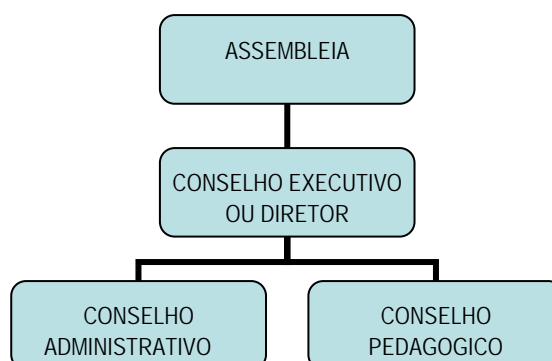 ASSEMBLEIA
CONSELHO EXECUTIVO
OU DIRETOR
CONSELHO
ADMINISTRATIVO
CONSELHO
PEDAGOGICO